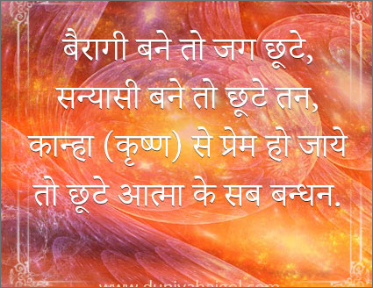 बैरागी बने तो जग छूटे,
सन्यासी बने तो छूटे तन,
कान्हा (कृष्ण) से प्रेम हो जाये
तो छूटे आत्मा के सब बन्धन.